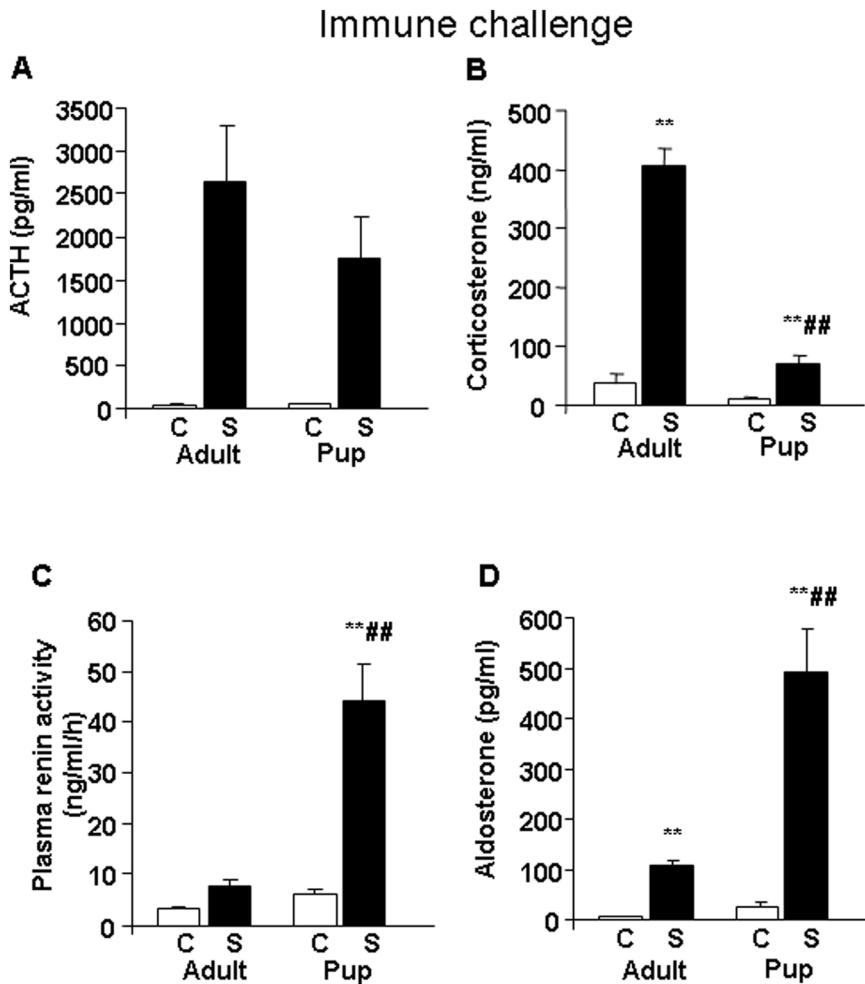 Immune challenge
A
ACTH (pg/ml)
3500
3000
2500
2000
1500
1000
500
0
C S C S
Adult Pup
B
Corticosterone (ng/ml)
500
400
300
200
100
0
**
**##
C S C S
Adult Pup
C
Plasma renin activity
(ng/ml/h)
60
50
40
30
20
10
0
**##
C S C S
Adult Pup
D
Aldosterone (pg/ml)
600
500
400
300
200
100
0
**
**##
C S C S
Adult Pup